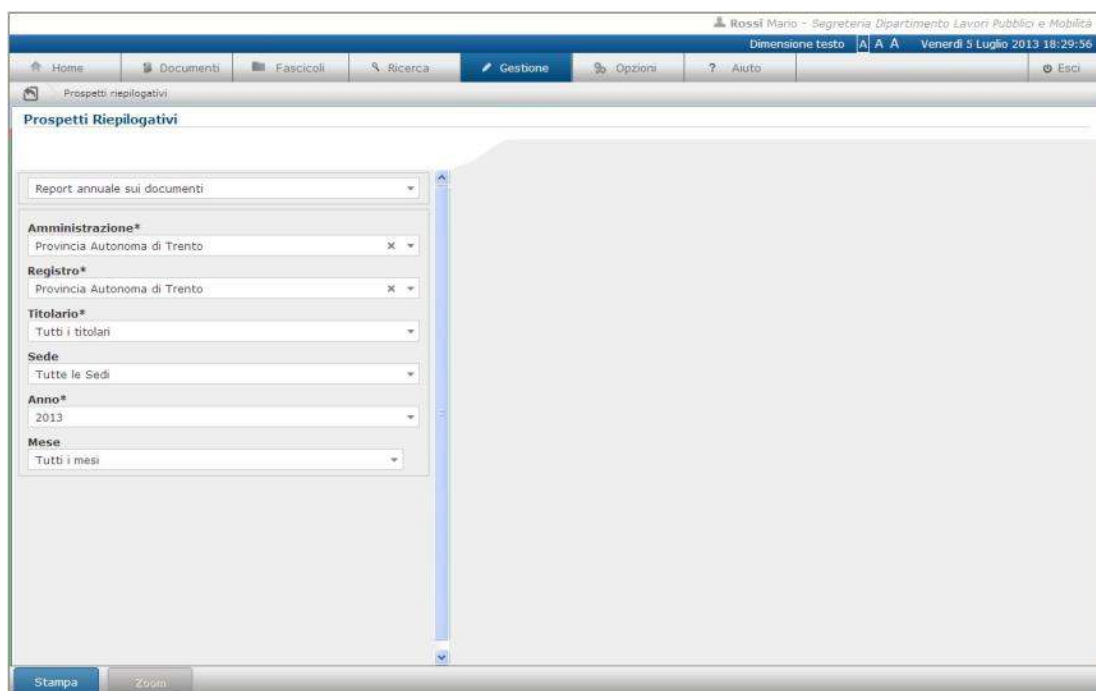 Rossi Mario - Segreteria Dipartimento Lavori Pubblici e Mobilità
Dimensione testo A A A Venerdì 5 Luglio 2013 18:29:56
Home Documenti Fascicoli Ricerca Gestione Opzioni ? Aiuto Esci
Prospetti riepilogativi
Prospetti Riepilogativi
Report annuale sui documenti
Amministrazione*
Provincia Autonoma di Trento
Registro*
Provincia Autonoma di Trento
Titolario*
Tutti i titolari
Sede
Tutte le Sedi
Anno*
2013
Mese
Tutti i mesi
Stampa Zoom